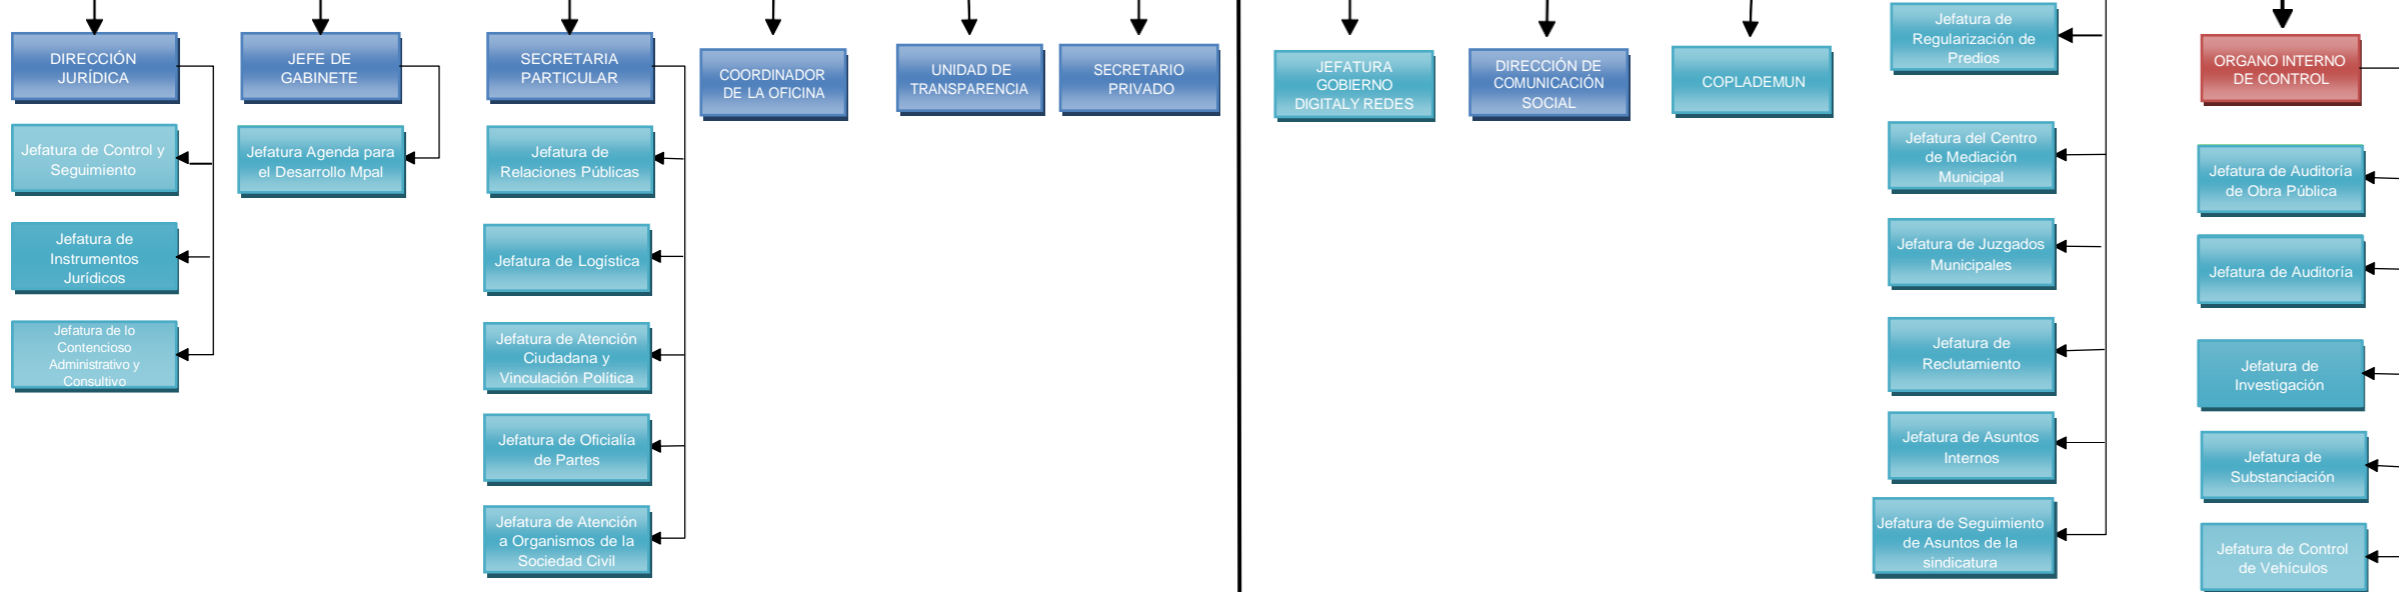 DIRECCIÓN
JURÍDICA
Jefatura de Control y
Seguimiento
Jefatura de
Instrumentos
Jurídicos
Jefatura de lo
Contencioso
Administrativo y
Consultivo
JEFE DE
GABINETE
Jefatura Agenda para
el Desarrollo Mpal
SECRETARIA
PARTICULAR
Jefatura de
Relaciones Públicas
Jefatura de Logística
Jefatura de Atención
Ciudadana y
Vinculación Política
Jefatura de Oficialía
de Partes
Jefatura de Atención
a Organismos de la
Sociedad Civil
COORDINADOR
DE LA OFICINA
UNIDAD DE
TRANSPARENCIA
SECRETARIO
PRIVADO
JEFATURA
GOBIERNO
DIGITALY REDES
DIRECCIÓN DE
COMUNICACIÓN
SOCIAL
COPLADEMUN
Jefatura de
Regularización de
Predios
Jefatura del Centro
de Mediación
Municipal
Jefatura de Juzgados
Municipales
Jefatura de
Reclutamiento
Jefatura de Asuntos
Internos
Jefatura de Seguimiento
de Asuntos de la
sindicatura
ORGANO INTERNO
DE CONTROL
Jefatura de Auditoría
de Obra Pública
Jefatura de Auditoría
Jefatura de
Investigación
Jefatura de
Substanciación
Jefatura de Control
de Vehículos